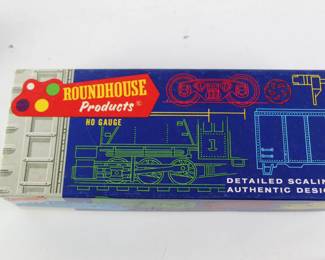 ROUNDHOUSE
Products®
HO GAUGE
1
DETAILED SCALIN
AUTHENTIC DESIG